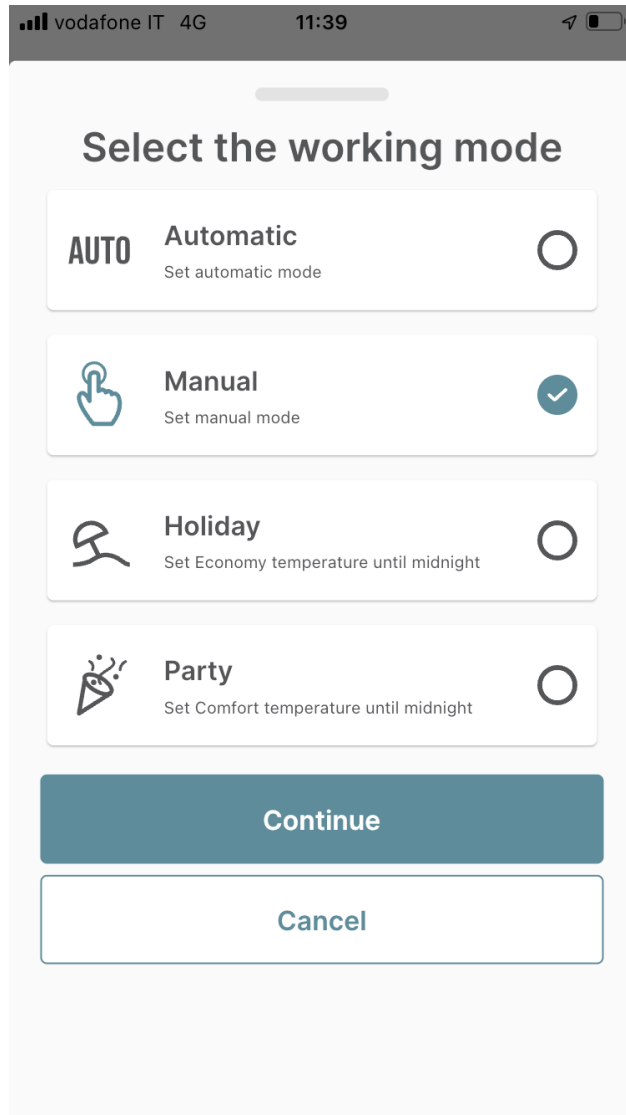 vodafone IT 4G 11:39
Select the working mode
AUTO
Automatic
Set automatic mode
Manual
Set manual mode
Holiday
Set Economy temperature until midnight
Party
Set Comfort temperature until midnight
Continue
Cancel